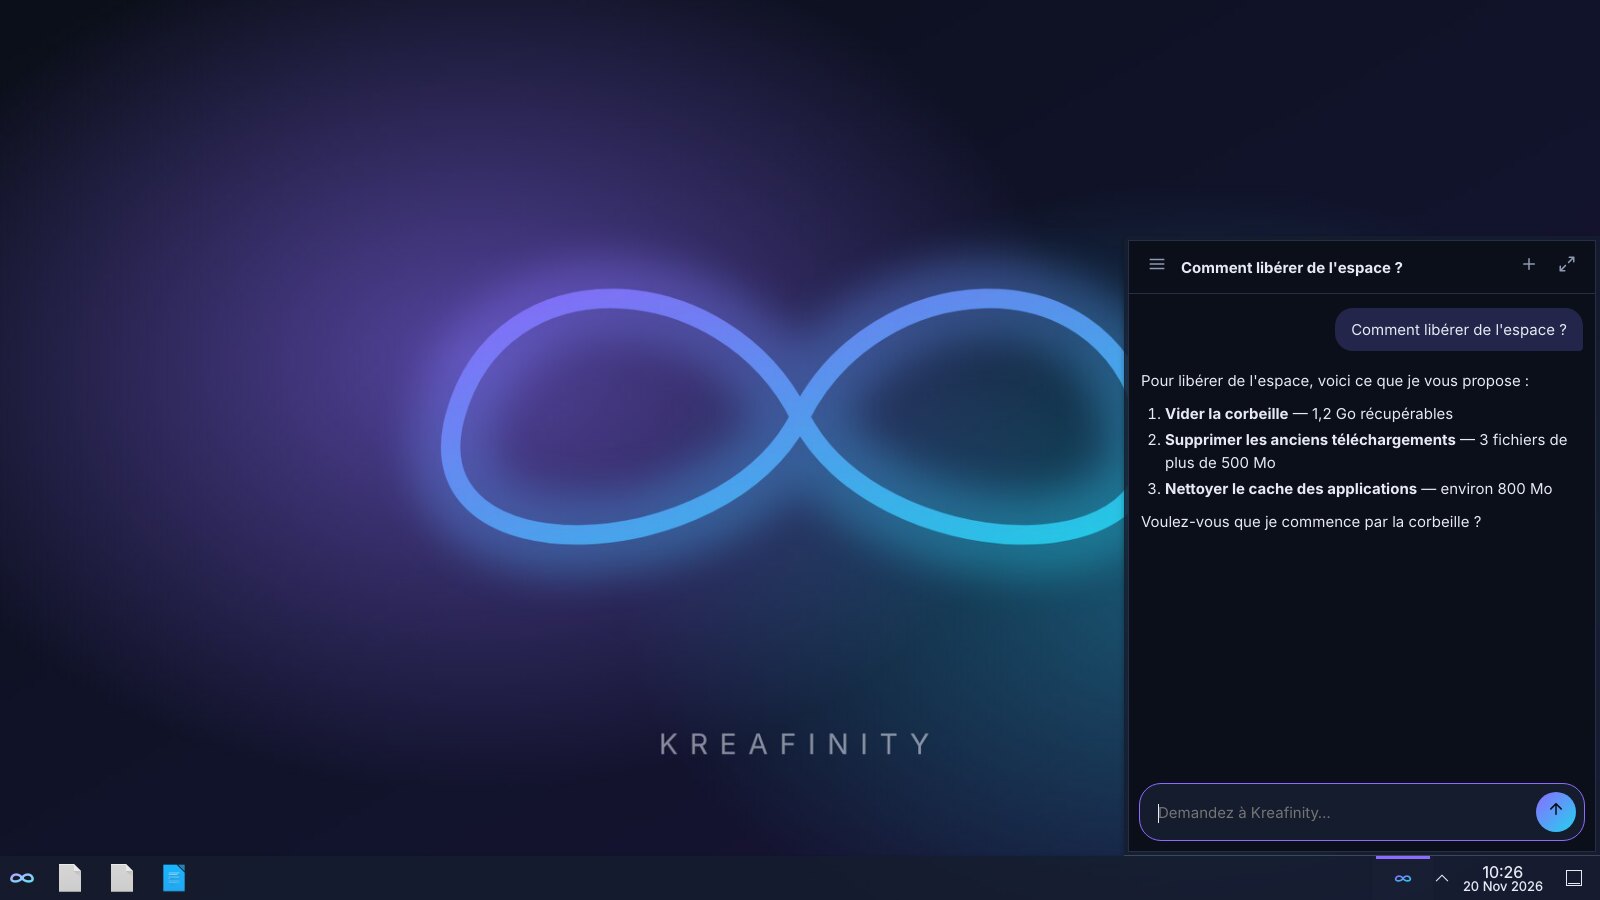 Comment libérer de l'espace ?
Comment libérer de l'espace ?
Pour libérer de l'espace, voici ce que je vous propose :
1. Vider la corbeille — 1,2 Go récupérables
2. Supprimer les anciens téléchargements — 3 fichiers de
plus de 500 Mo
3. Nettoyer le cache des applications — environ 800 Mo
Voulez-vous que je commence par la corbeille ?
KREAFINITY
Demandez à Kreafinity...
10:26
20 Nov 2026